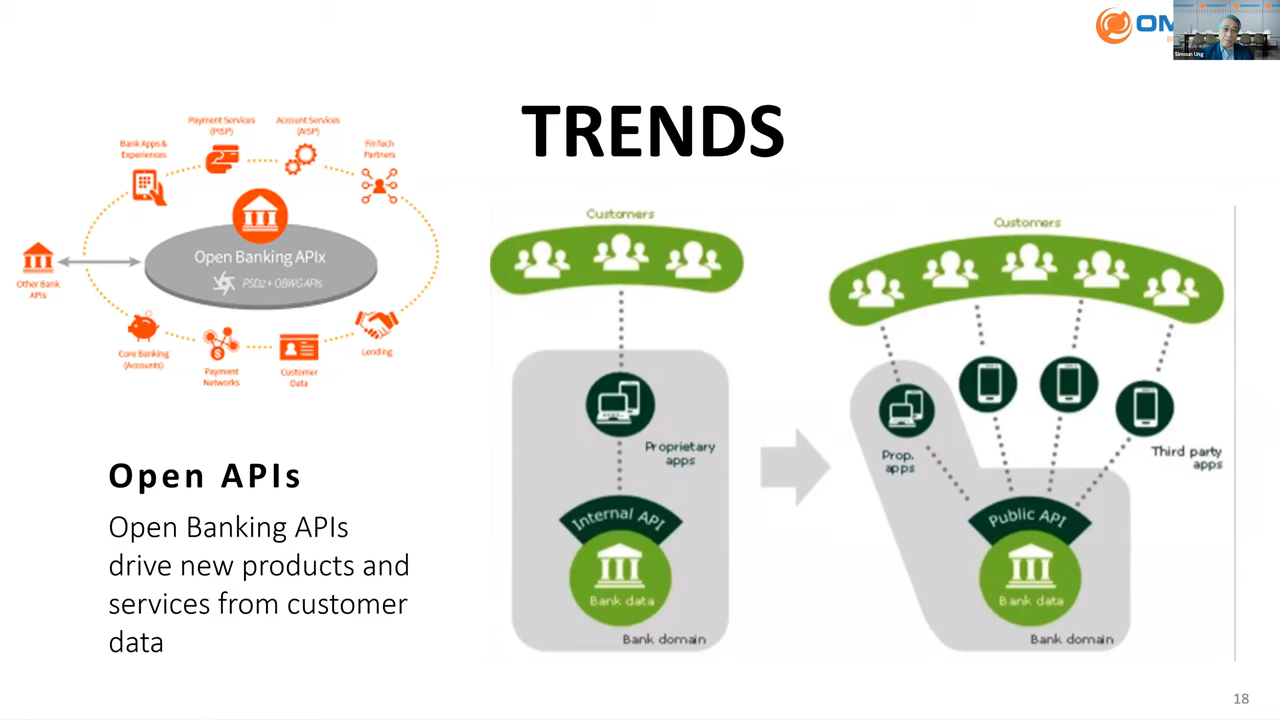 OM
Simoun Ung
TRENDS
Payment Services
(PISP)
Account Services
(AISP)
Bank Apps &
Experiences
FinTech
Partners
Open Banking APIx
PSD2 + OBWG APIs
Other Bank
APIs
Core Banking
(Accounts)
Payment
Networks
Customer
Data
Lending
Customers
Proprietary
apps
Internal API
Bank data
Bank domain
Customers
Prop.
apps
Third party
apps
Public API
Bank data
Bank domain
Open APIs
Open Banking APIs
drive new products and
services from customer
data
18